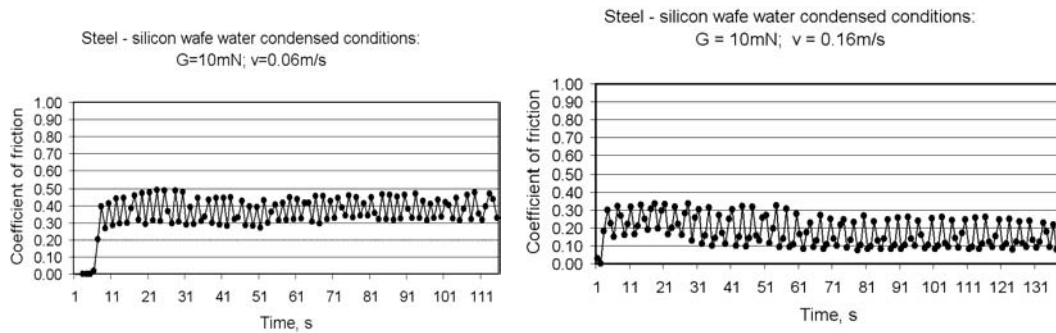 Steel - silicon wafe water condensed conditions:
G=10mN; v=0.06m/s
Coefficient of friction
1.00
0.90
0.80
0.70
0.60
0.50
0.40
0.30
0.20
0.10
0.00
1 11 21 31 41 51 61 71 81 91 101 111
Time, s
Steel - silicon wafe water condensed conditions:
G = 10mN; v = 0.16m/s
Coefficient of friction
1.00
0.90
0.80
0.70
0.60
0.50
0.40
0.30
0.20
0.10
0.00
1 11 21 31 41 51 61 71 81 91 101 111 121 131
Time, s